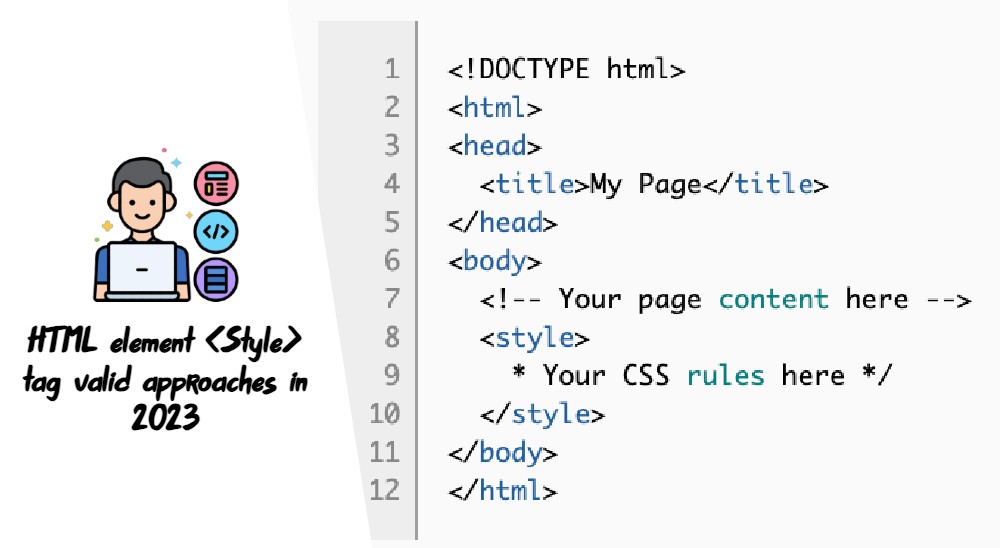 HTML element <Style>
tag valid approaches in
2023
1 <!DOCTYPE html>
2 <html>
3 <head>
4 <title>My Page</title>
5 </head>
6 <body>
7 <!-- Your page content here -->
8 <style>
9 * Your CSS rules here */
10 </style>
11 </body>
12 </html>